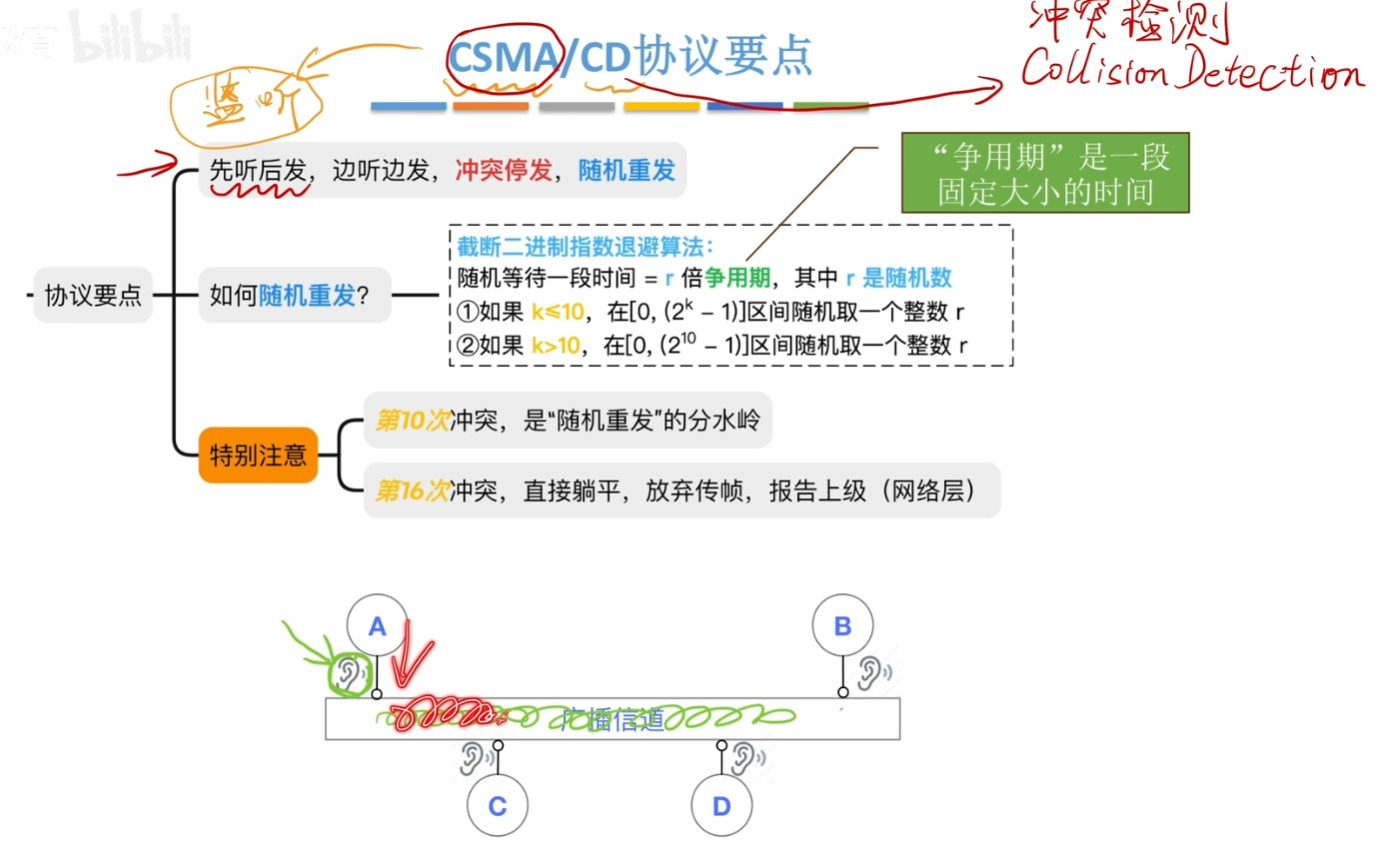 教育 bilibili
CSMA/CD协议要点
冲突检测
Collision Detection
监听
先听后发，边听边发，冲突停发，随机重发
“争用期”是一段
固定大小的时间
协议要点
如何随机重发？
截断二进制指数退避算法：
随机等待一段时间 = r 倍争用期，其中 r 是随机数
①如果 k≤10，在[0, (2ᵏ – 1)]区间随机取一个整数 r
②如果 k>10，在[0, (2¹⁰ – 1)]区间随机取一个整数 r
特别注意
第10次冲突，是“随机重发”的分水岭
第16次冲突，直接躺平，放弃传帧，报告上级（网络层）
A
B
广播信道
C
D